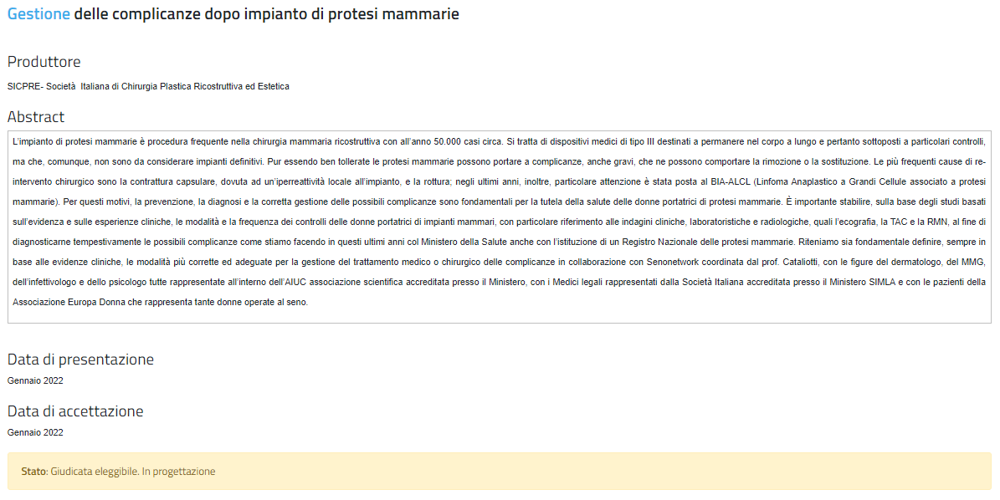 Gestione delle complicanze dopo impianto di protesi mammarie
Produttore
SICPRE- Società Italiana di Chirurgia Plastica Ricostruttiva ed Estetica
Abstract
L'impianto di protesi mammarie è procedura frequente nella chirurgia mammaria ricostruttiva con all'anno 50.000 casi circa. Si tratta di dispositivi medici di tipo III destinati a permanere nel corpo a lungo e pertanto sottoposti a particolari controlli,
ma che, comunque, non sono da considerare impianti definitivi. Pur essendo ben tollerate le protesi mammarie possono portare a complicanze, anche gravi, che ne possono comportare la rimozione o la sostituzione. Le più frequenti cause di re-
intervento chirurgico sono la contrattura capsulare, dovuta ad un'iperreattività locale all'impianto, e la rottura; negli ultimi anni, inoltre, particolare attenzione è stata posta al BIA-ALCL (Linfoma Anaplastico a Grandi Cellule associato a protesi
mammarie). Per questi motivi, la prevenzione, la diagnosi e la corretta gestione delle possibili complicanze sono fondamentali per la tutela della salute delle donne portatrici di protesi mammarie. È importante stabilire, sulla base degli studi basati
sull'evidenza e sulle esperienze cliniche, le modalità e la frequenza dei controlli delle donne portatrici di impianti mammari, con particolare riferimento alle indagini cliniche, laboratoristiche e radiologiche, quali l'ecografia, la TAC e la RMN, al fine di
diagnosticarne tempestivamente le possibili complicanze come stiamo facendo in questi ultimi anni col Ministero della Salute anche con l'istituzione di un Registro Nazionale delle protesi mammarie. Riteniamo sia fondamentale definire, sempre in
base alle evidenze cliniche, le modalità più corrette ed adeguate per la gestione del trattamento medico o chirurgico delle complicanze in collaborazione con Senonetwork coordinata dal prof. Cataliotti, con le figure del dermatologo, del MMG,
dell'infettivologo e dello psicologo tutte rappresentate all'interno dell'AIUC associazione scientifica accreditata presso il Ministero, con i Medici legali rappresentati dalla Società Italiana accreditata presso il Ministero SIMLA e con le pazienti della
Associazione Europa Donna che rappresenta tante donne operate al seno.
Data di presentazione
Gennaio 2022
Data di accettazione
Gennaio 2022
Stato: Giudicata eleggibile. In progettazione